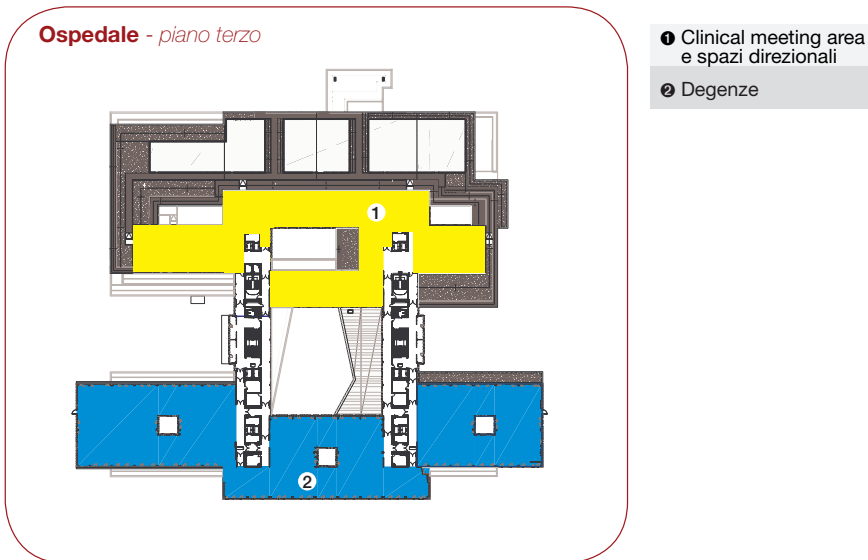 Ospedale - piano terzo
❶ Clinical meeting area
e spazi direzionali
❷ Degenze
1
2